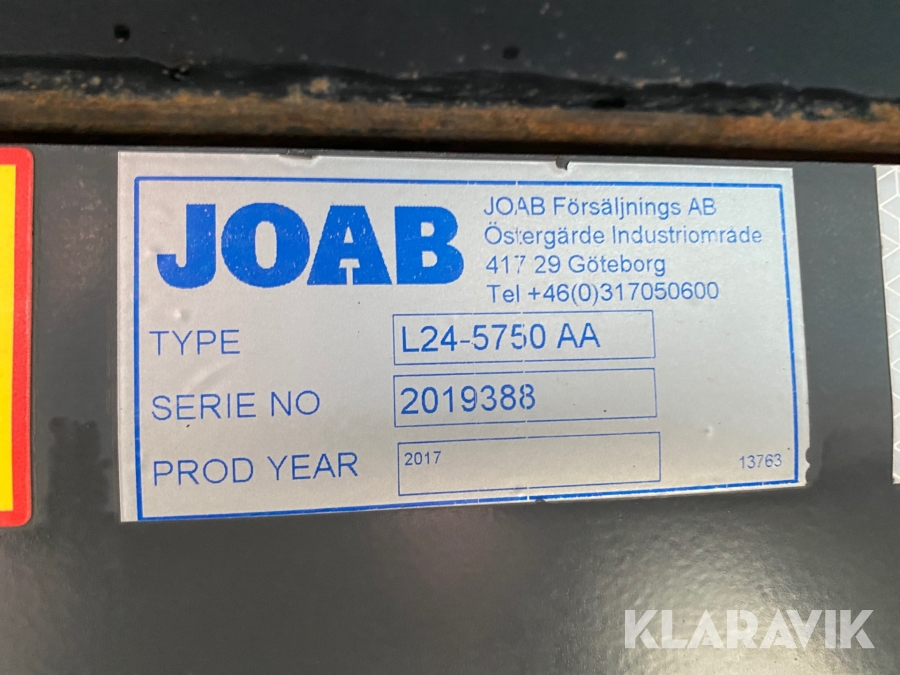 JOAB
JOAB Försäljnings AB
Östergärde Industriområde
417 29 Göteborg
Tel +46(0)317050600
TYPE L24-5750 AA
SERIE NO 2019388
PROD YEAR 2017 13763
KLARAVIK